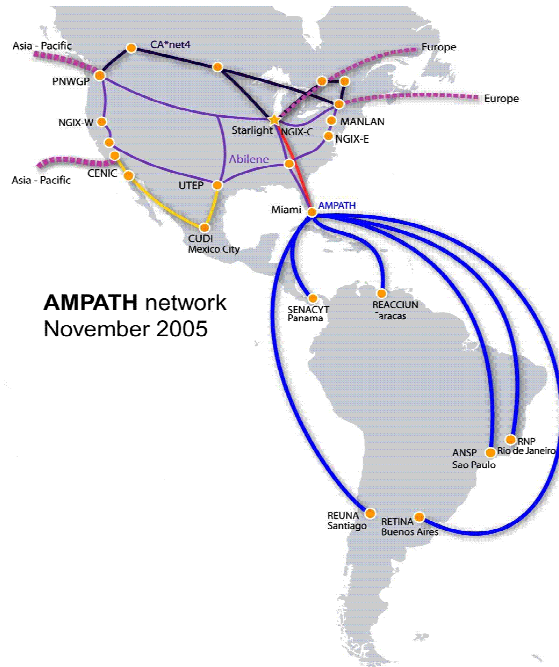 CA*net4
Asia - Pacific
Europe
PNWGP
Europe
NGIX-W
Starlight
NGIX-C
MANLAN
NGIX-E
Abilene
CENIC
Asia - Pacific
UTEP
Miami
AMPATH
CUDI
Mexico City
AMPATH network
November 2005
SENACYT
Panama
REACCIUN
Caracas
ANSP
Sao Paulo
RNP
Rio de Janeiro
REUNA
Santiago
RETINA
Buenos Aires